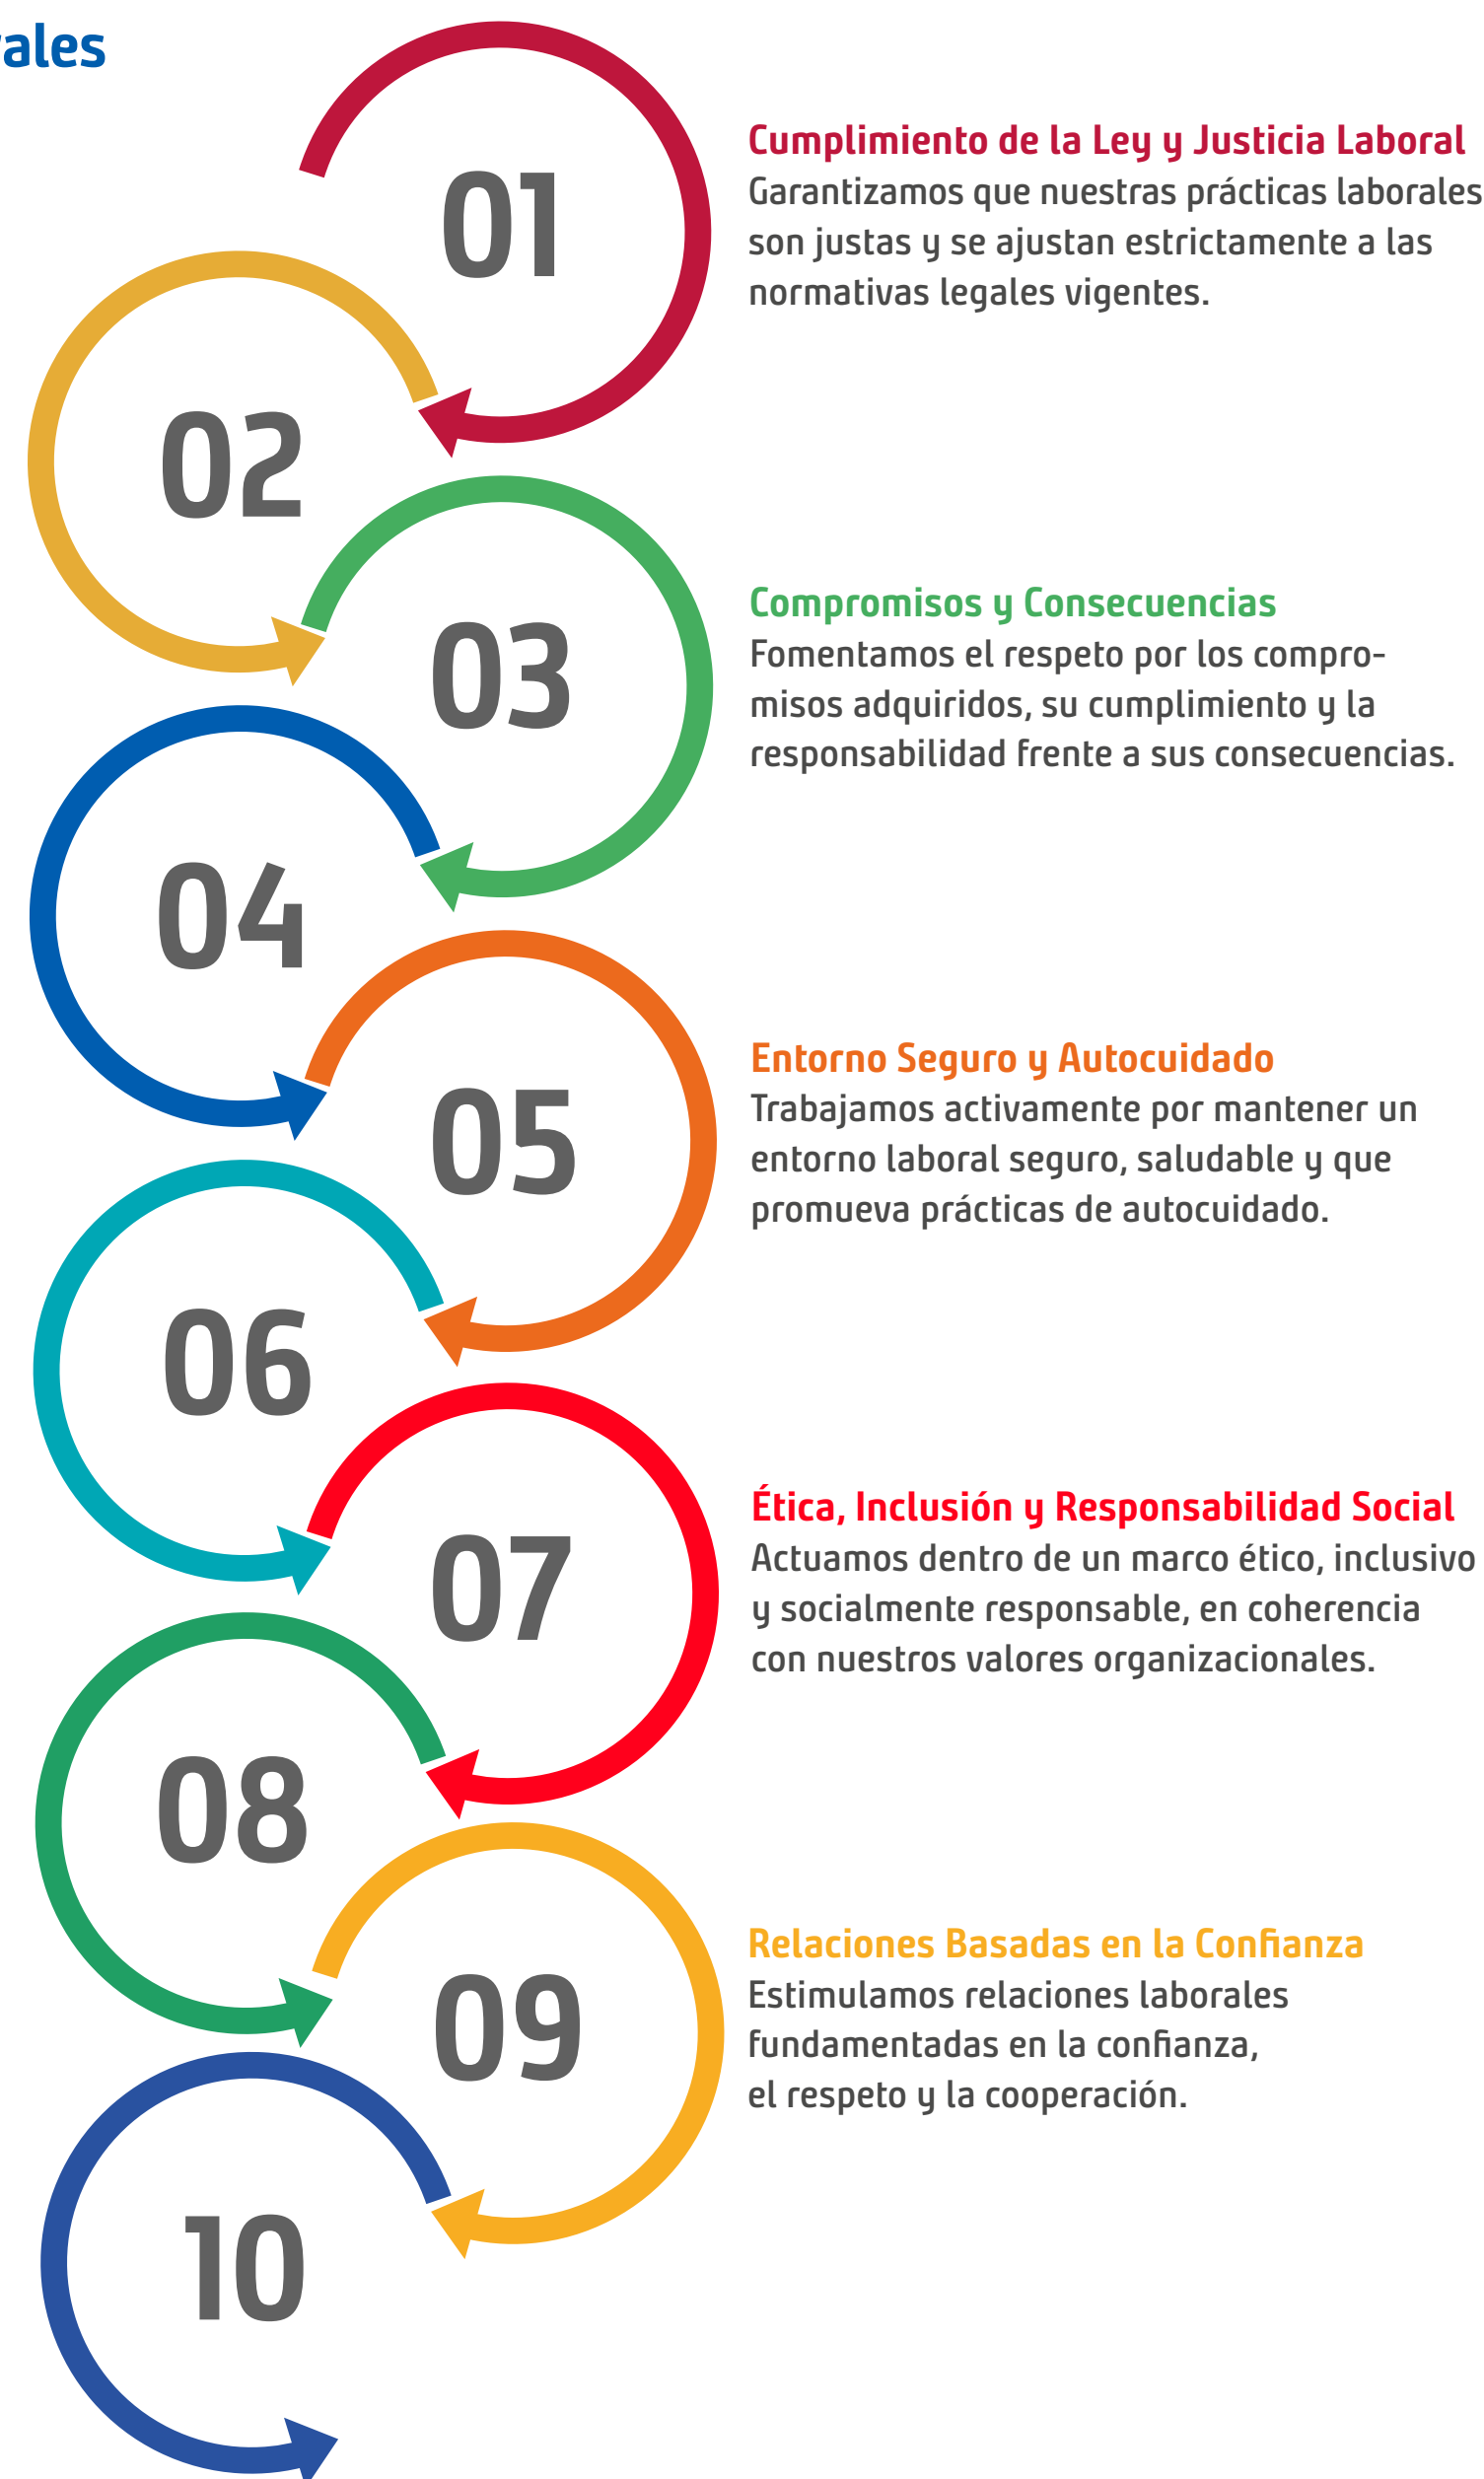 ales
01
Cumplimiento de la Ley y Justicia Laboral
Garantizamos que nuestras prácticas laborales
son justas y se ajustan estrictamente a las
normativas legales vigentes.
02
03
Compromisos y Consecuencias
Fomentamos el respeto por los compro-
misos adquiridos, su cumplimiento y la
responsabilidad frente a sus consecuencias.
04
05
Entorno Seguro y Autocuidado
Trabajamos activamente por mantener un
entorno laboral seguro, saludable y que
promueva prácticas de autocuidado.
06
07
Ética, Inclusión y Responsabilidad Social
Actuamos dentro de un marco ético, inclusivo
y socialmente responsable, en coherencia
con nuestros valores organizacionales.
08
09
Relaciones Basadas en la Confianza
Estimulamos relaciones laborales
fundamentadas en la confianza,
el respeto y la cooperación.
10